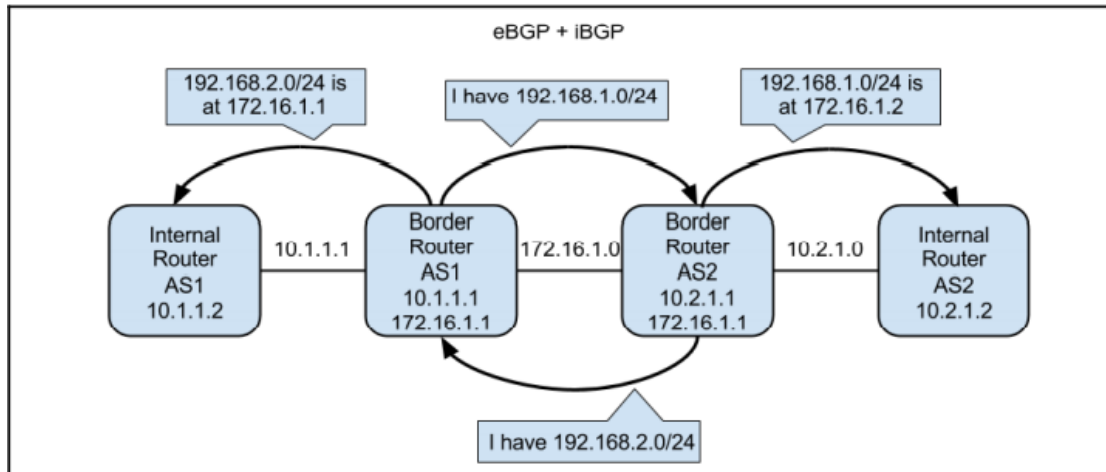 eBGP + iBGP
192.168.2.0/24 is
at 172.16.1.1
I have 192.168.1.0/24
192.168.1.0/24 is
at 172.16.1.2
Internal
Router
AS1
10.1.1.2
10.1.1.1
Border
Router
AS1
10.1.1.1
172.16.1.1
172.16.1.0
Border
Router
AS2
10.2.1.1
172.16.1.1
10.2.1.0
Internal
Router
AS2
10.2.1.2
I have 192.168.2.0/24